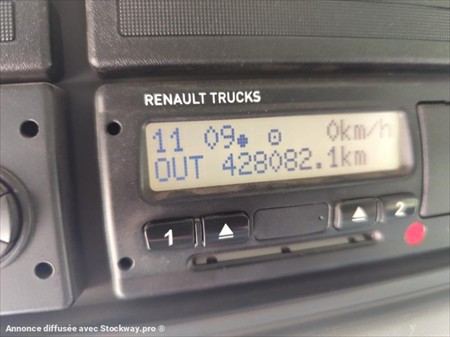 RENAULT TRUCKS
11 09 0km/h
OUT 428082.1km
1 2
Annonce diffusée avec Stockway.pro ®